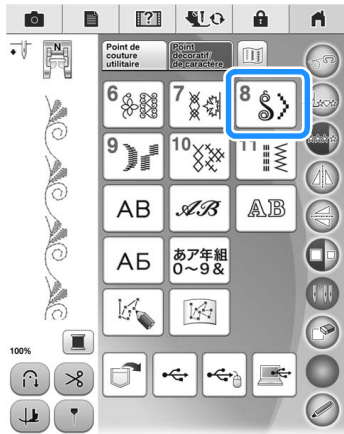 N
Point de couture utilitaire
Point décoratif/ de caractère
6
7
8
9
10
11
AB
AB
AB
АБ
あア年組
0～9&
100%